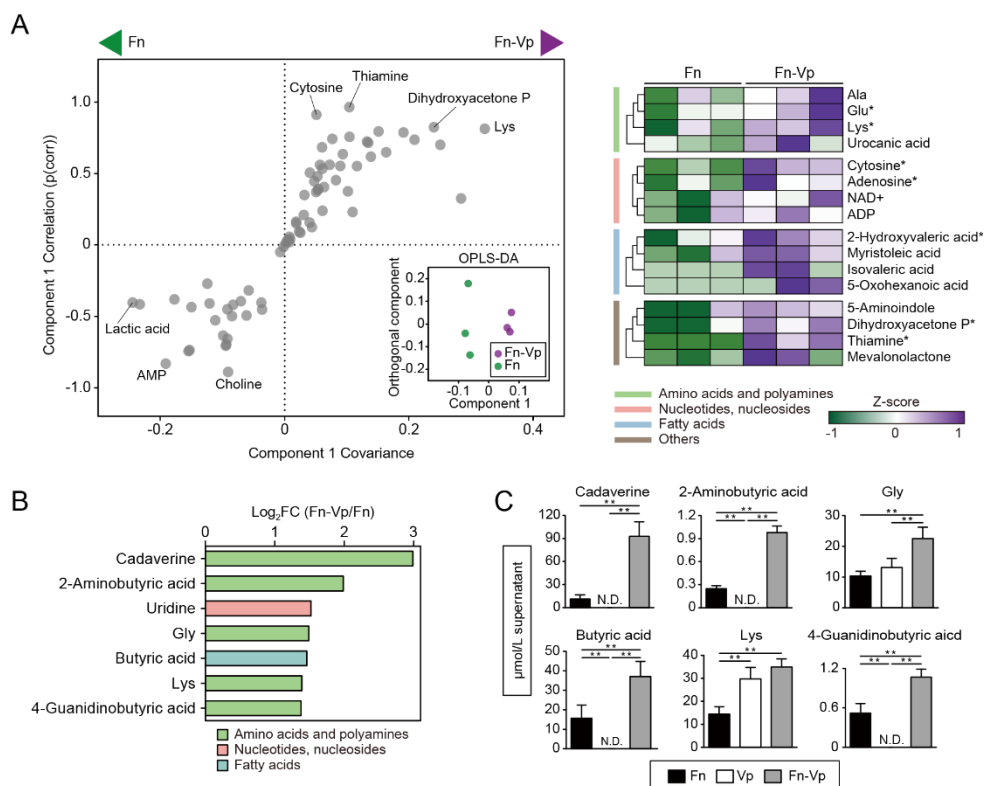 A
Fn
Fn-Vp
Component 1 Correlation (p(corr))
1.0
0.5
0
-0.5
-1.0
Thiamine
Cytosine
Dihydroxyacetone P
Lys
Lactic acid
AMP
Choline
-0.2
0
0.2
0.4
Component 1 Covariance
OPLS-DA
Orthogonal component
0.2
0.1
0
-0.1
-0.2
Fn-Vp
Fn
-0.1
0
0.1
Component 1
Fn
Fn-Vp
Ala
Glu*
Lys*
Urocanic acid
Cytosine*
Adenosine*
NAD+
ADP
2-Hydroxyvaleric acid*
Myristoleic acid
Isovaleric acid
5-Oxohexanoic acid
5-Aminoindole
Dihydroxyacetone P*
Thiamine*
Mevalonolactone
Amino acids and polyamines
Nucleotides, nucleosides
Fatty acids
Others
Z-score
-1
0
1
B
Log2FC (Fn-Vp/Fn)
0
1
2
3
Cadaverine
2-Aminobutyric acid
Uridine
Gly
Butyric acid
Lys
4-Guanidinobutyric acid
Amino acids and polyamines
Nucleotides, nucleosides
Fatty acids
C
μmol/L supernatant
Cadaverine
120
90
60
30
0
**
**
N.D.
2-Aminobutyric acid
1.2
0.9
0.6
0.3
0
**
** **
N.D.
Gly
30
20
10
0
**
**
Butyric acid
50
40
30
20
10
0
**
** **
N.D.
Lys
40
30
20
10
0
**
**
4-Guanidinobutyric aicd
1.2
0.6
0
**
** **
N.D.
Fn
Vp
Fn-Vp